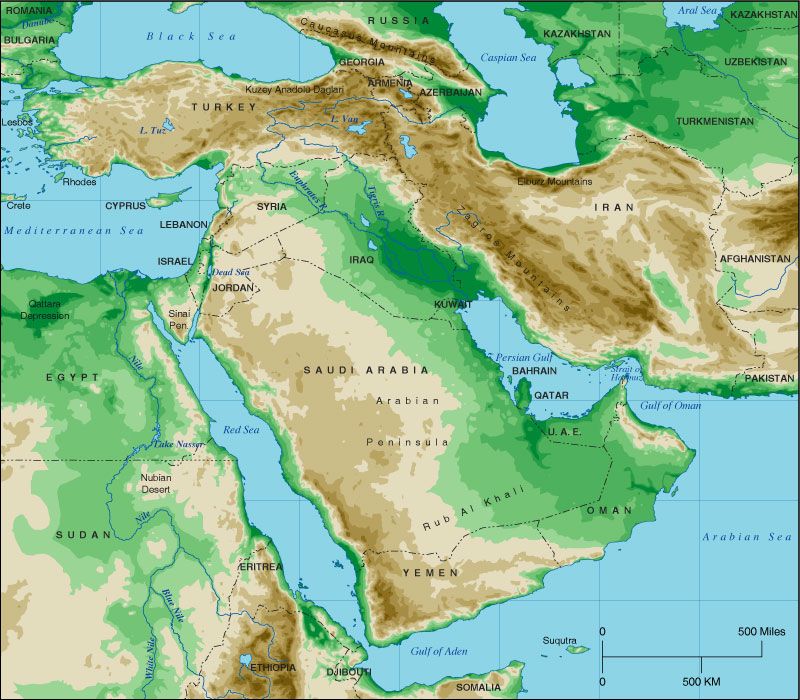 ROMANIA
Danube
BULGARIA
Black Sea
RUSSIA
Caucasus Mountains
GEORGIA
ARMENIA
AZERBAIJAN
Caspian Sea
KAZAKHSTAN
Aral Sea
KAZAKHSTAN
UZBEKISTAN
TURKMENISTAN
Kuzey Anadolu Daglari
TURKEY
L. Tuz
L. Van
Lesbos
Rhodes
Crete
CYPRUS
Mediterranean Sea
LEBANON
SYRIA
Euphrates R.
Tigris R.
Elburz Mountains
IRAN
Zagros Mountains
AFGHANISTAN
ISRAEL
Dead Sea
JORDAN
IRAQ
KUWAIT
Qattara
Depression
Sinai
Pen.
Nile
EGYPT
SAUDI ARABIA
Arabian
Peninsula
Persian Gulf
BAHRAIN
QATAR
Strait of
Hormuz
PAKISTAN
Gulf of Oman
U. A. E.
Red Sea
Lake Nasser
Nubian
Desert
Nile
SUDAN
Rub Al Khali
OMAN
Arabian Sea
ERITREA
YEMEN
Blue Nile
White Nile
ETHIOPIA
DJIBOUTI
Gulf of Aden
Suqutra
SOMALIA
0
500 Miles
0
500 KM